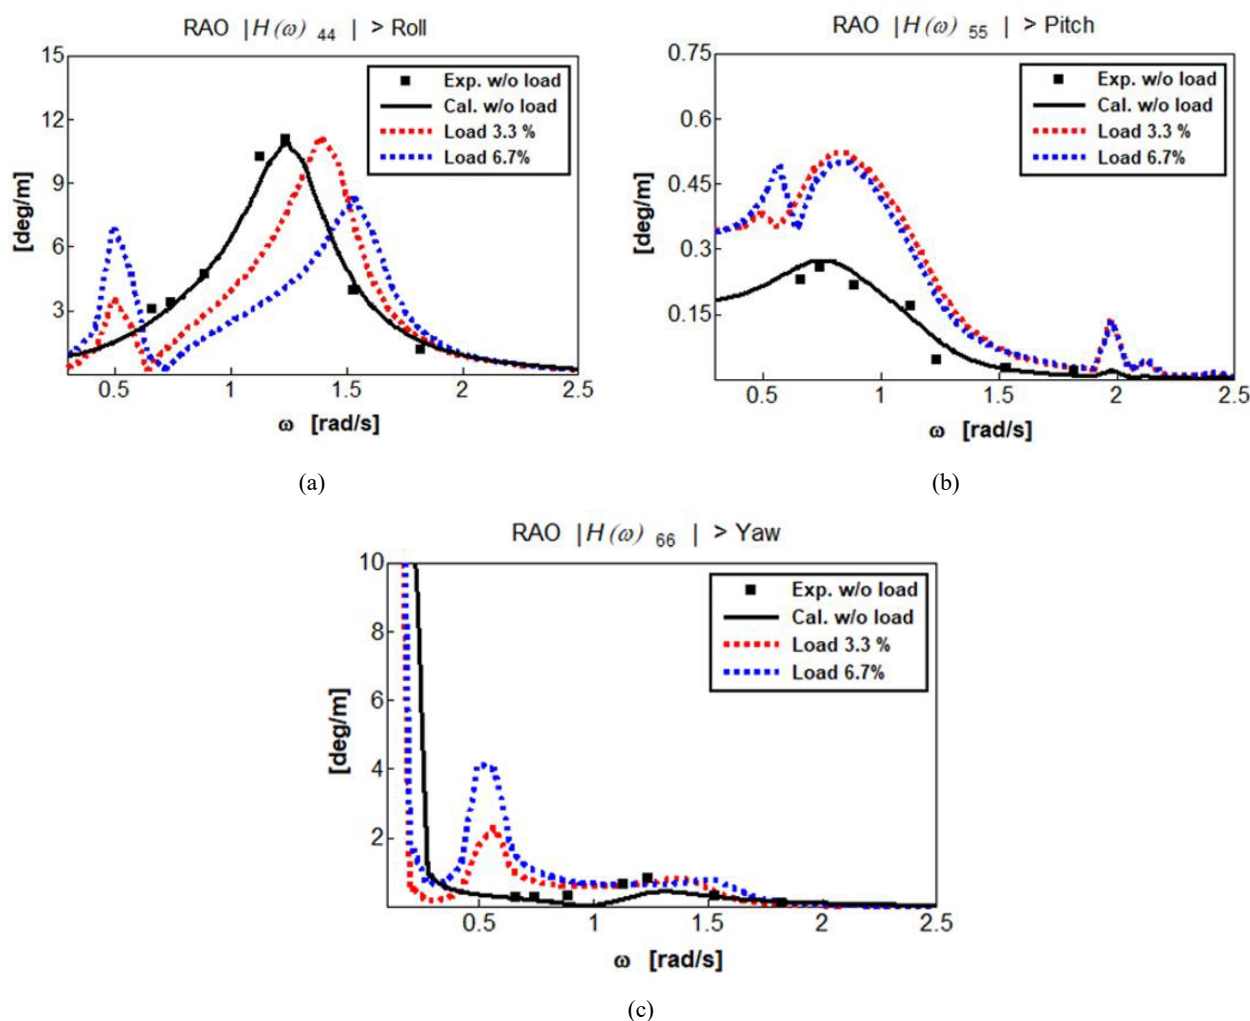 RAO |H(ω) 44 | > Roll
15
12
9
6
3
[deg/m]
Exp. w/o load
Cal. w/o load
Load 3.3 %
Load 6.7%
0.5 1 1.5 2 2.5
ω [rad/s]
(a)
RAO |H(ω) 55 | > Pitch
0.75
0.6
0.45
0.3
0.15
[deg/m]
Exp. w/o load
Cal. w/o load
Load 3.3 %
Load 6.7%
0.5 1 1.5 2 2.5
ω [rad/s]
(b)
RAO |H(ω) 66 | > Yaw
10
8
6
4
2
[deg/m]
Exp. w/o load
Cal. w/o load
Load 3.3 %
Load 6.7%
0.5 1 1.5 2 2.5
ω [rad/s]
(c)